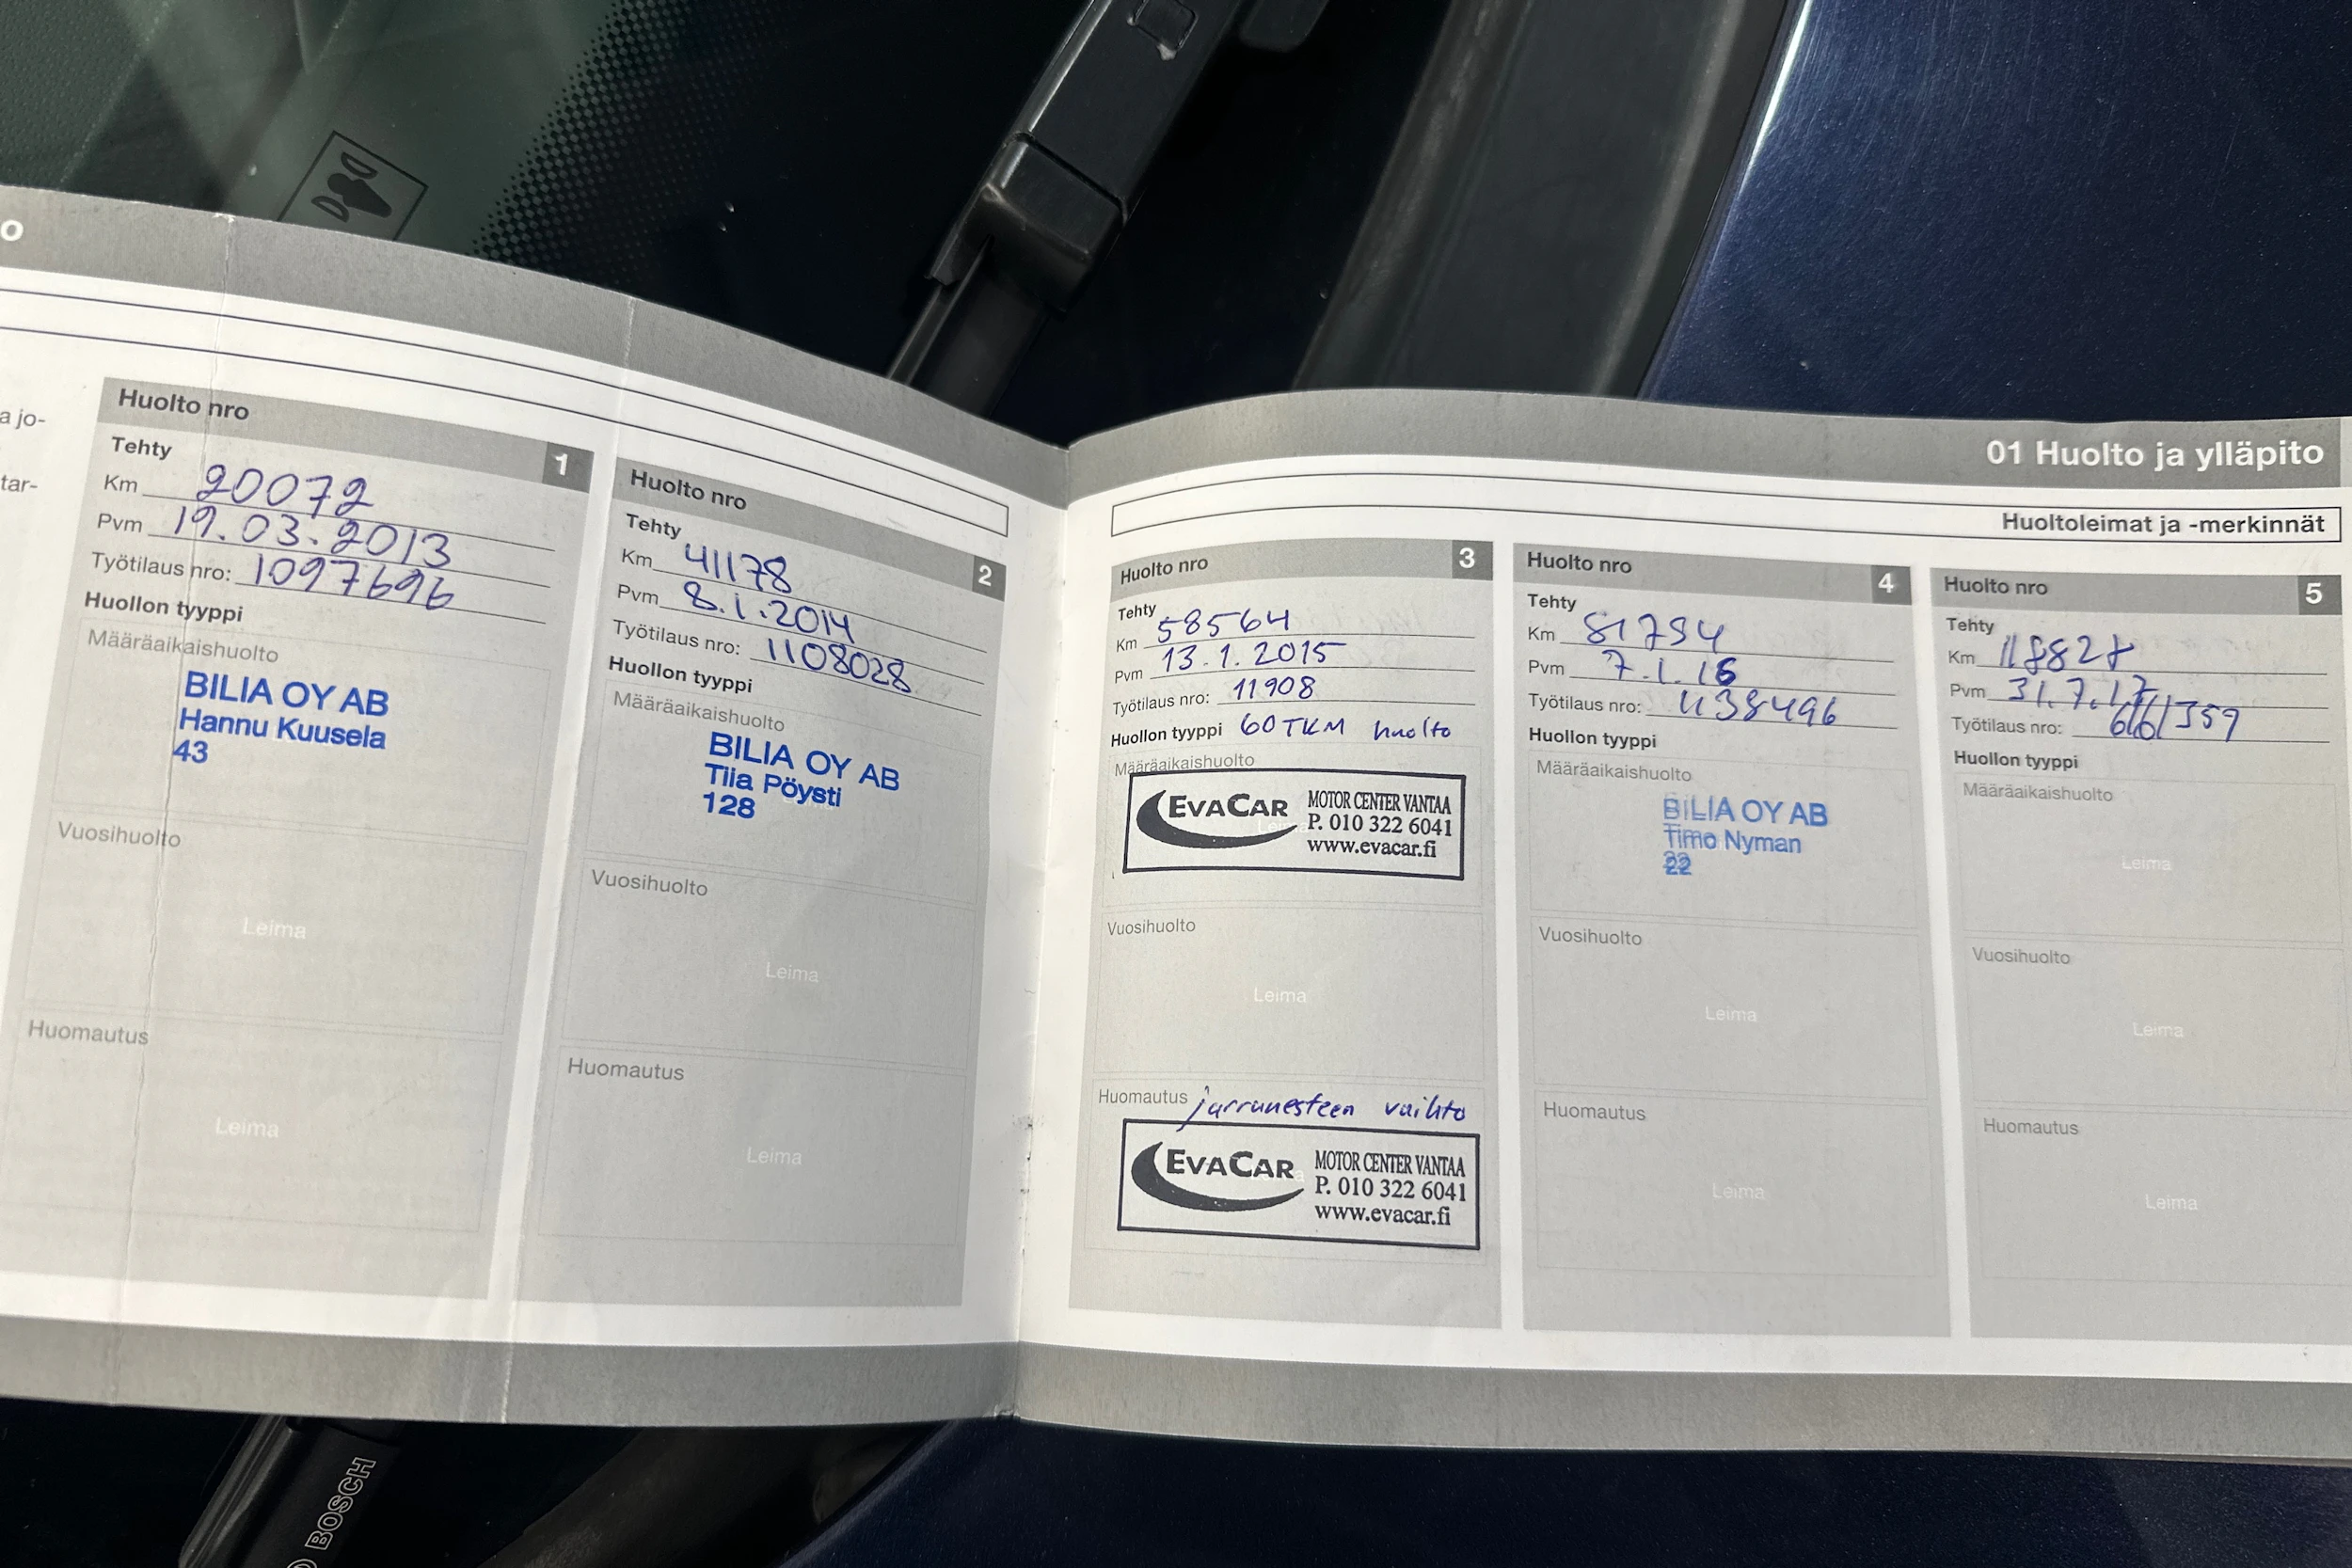 o
a jo-
tar-
Huolto nro 1
Tehty
Km 20072
Pvm 19.03.2013
Työtilaus nro: 1097696
Huollon tyyppi
Määräaikaishuolto
BILIA OY AB
Hannu Kuusela
43
Vuosihuolto
Leima
Huomautus
Leima
Huolto nro 2
Tehty
Km 41178
Pvm 8.1.2014
Työtilaus nro: 1108028
Huollon tyyppi
Määräaikaishuolto
BILIA OY AB
Tiia Pöysti
128
Vuosihuolto
Leima
Huomautus
Leima
01 Huolto ja ylläpito
Huoltoleimat ja -merkinnät
Huolto nro 3
Tehty
Km 58564
Pvm 13.1.2015
Työtilaus nro: 11908
Huollon tyyppi 60TKM huolto
Määräaikaishuolto
EVACAR
MOTOR CENTER VANTAA
P. 010 322 6041
www.evacar.fi
Vuosihuolto
Leima
Huomautus jarrunesteen vaihto
EVACAR
MOTOR CENTER VANTAA
P. 010 322 6041
www.evacar.fi
Huolto nro 4
Tehty
Km 81794
Pvm 7.1.16
Työtilaus nro: 1138496
Huollon tyyppi
Määräaikaishuolto
BILIA OY AB
Timo Nyman
22
Vuosihuolto
Leima
Huomautus
Leima
Huolto nro 5
Tehty
Km
Pvm 31.7.17
Työtilaus nro:
Huollon tyyppi
Määräaikaishuolto
Leima
Vuosihuolto
Leima
Huomautus
Leima
BOSCH